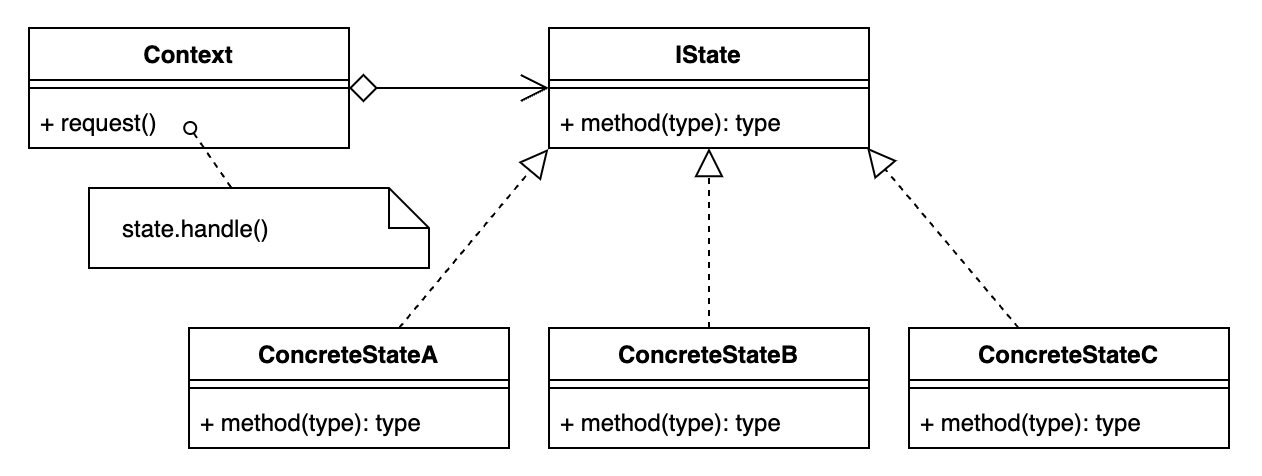 Context
+ request()
state.handle()
IState
+ method(type): type
ConcreteStateA
+ method(type): type
ConcreteStateB
+ method(type): type
ConcreteStateC
+ method(type): type